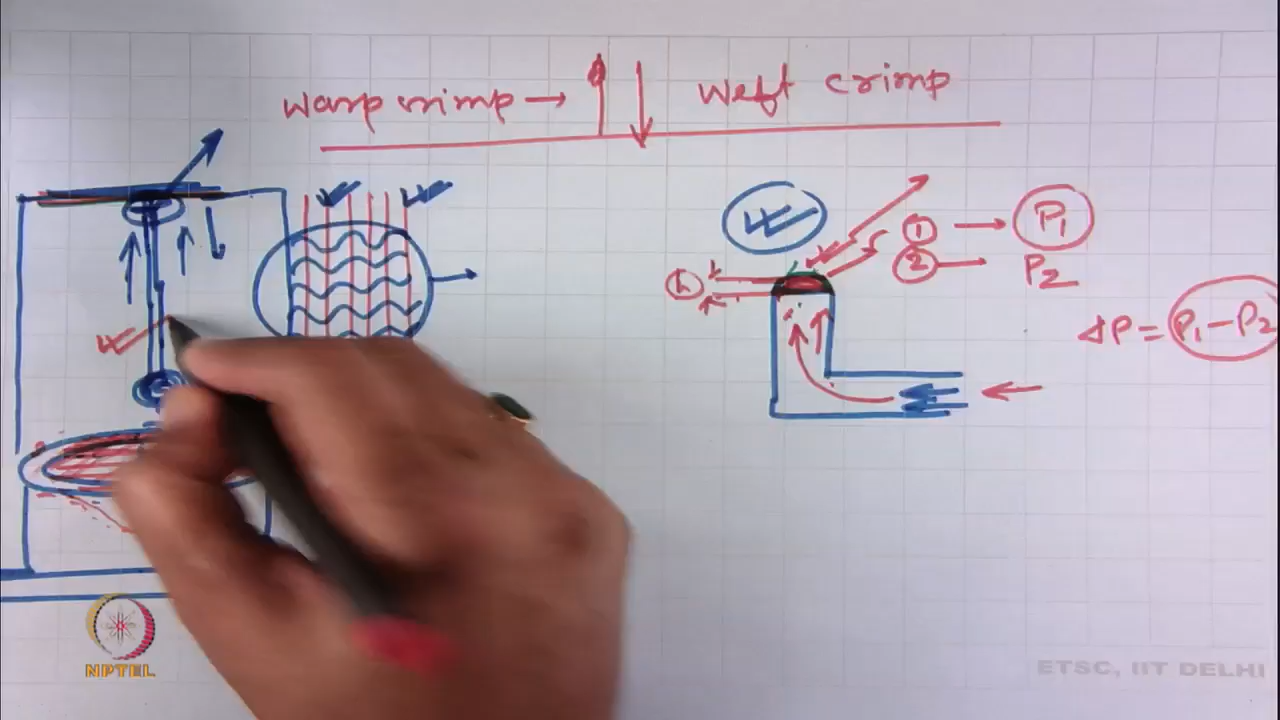 Warp crimp → ↑ ↓ Weft crimp
① → P1
② → P2
h
ΔP = P1 - P2
NPTEL
ETSC, IIT DELHI